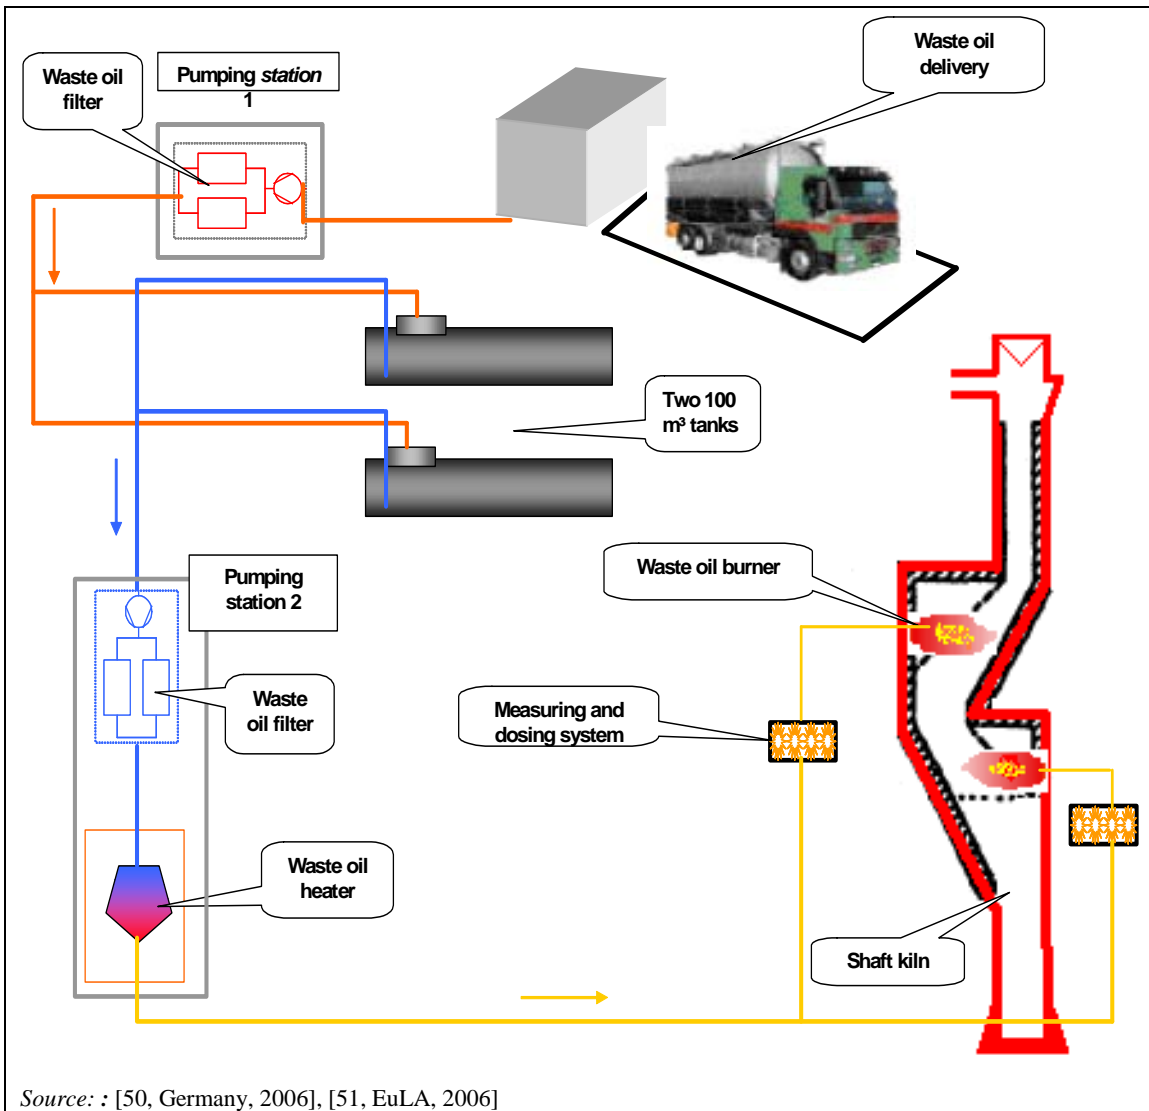 Waste oil
filter
Pumping station
1
Waste oil
delivery
Two 100
m³ tanks
Waste oil burner
Pumping
station 2
Waste
oil filter
Measuring and
dosing system
Waste oil
heater
Shaft kiln
Source: : [50, Germany, 2006], [51, EuLA, 2006]